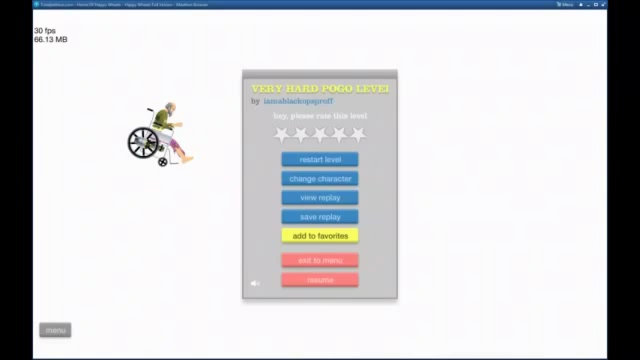 Menu
30 fps
66.13 MB
VERY HARD POGO LEVEL
by iamablackopsproff
hey, please rate this level
restart level
change character
view replay
save replay
add to favorites
exit to menu
resume
menu